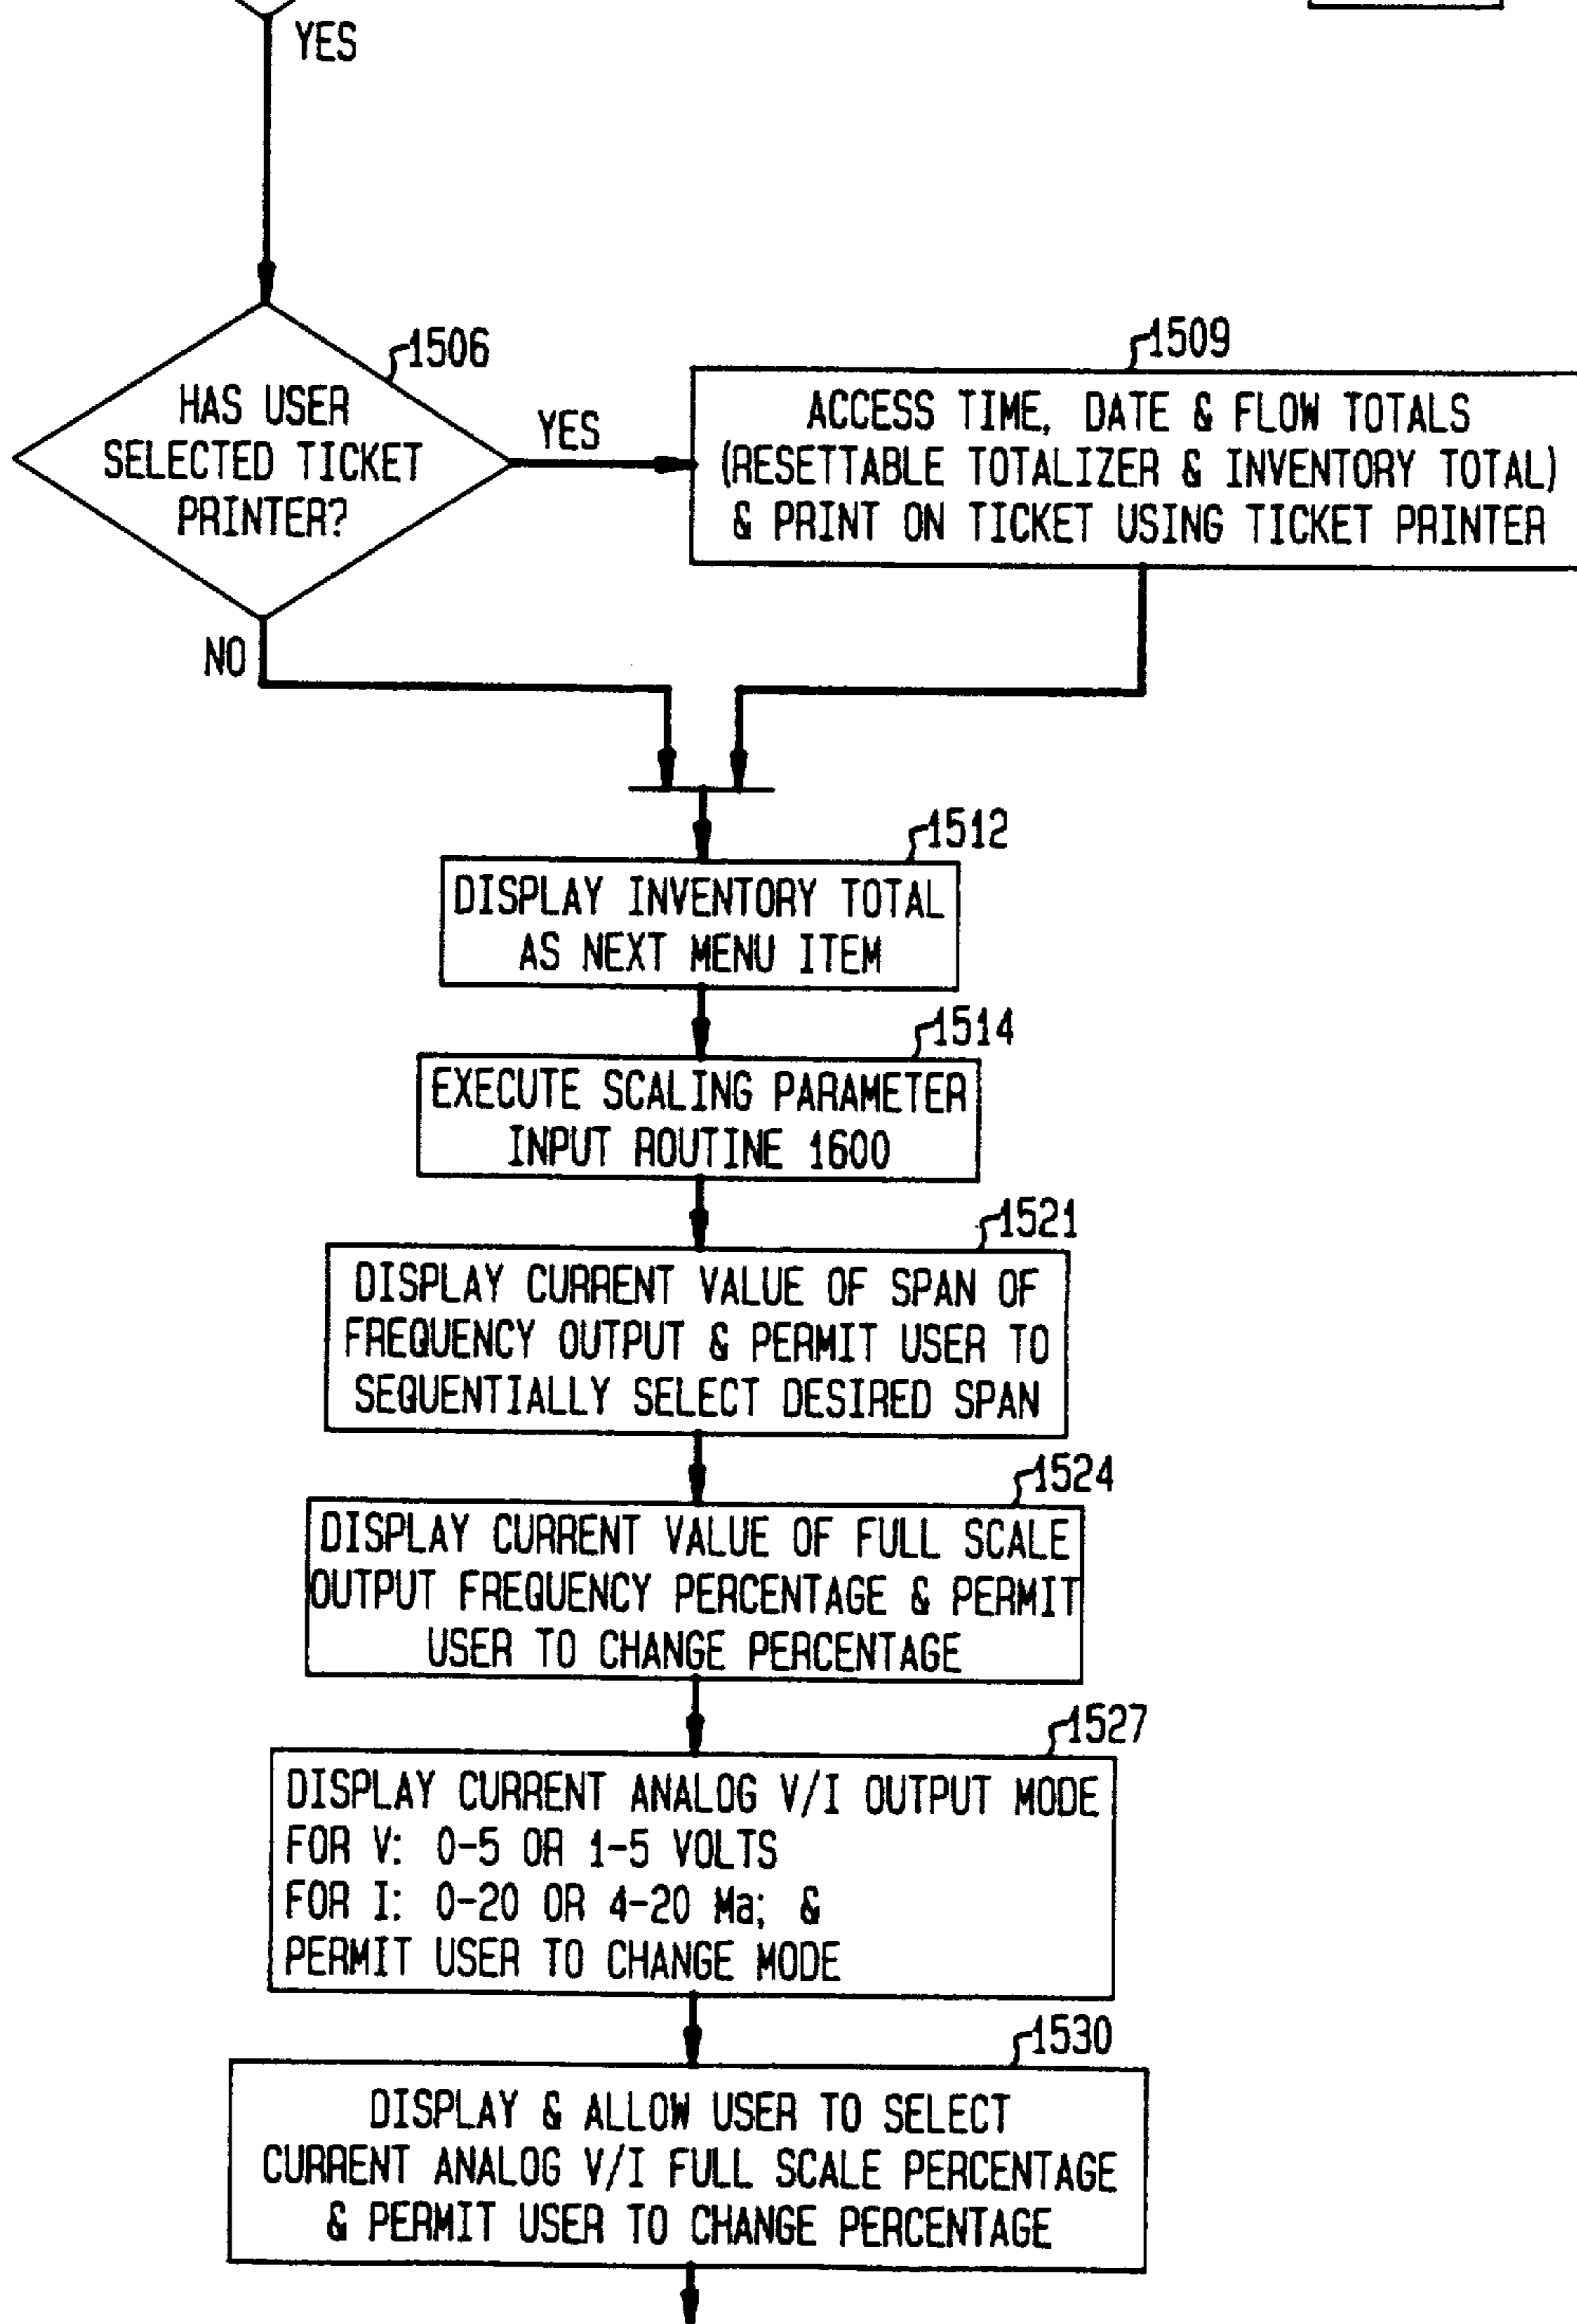 YES
1506
HAS USER
SELECTED TICKET
PRINTER?
YES
1509
ACCESS TIME, DATE & FLOW TOTALS
(RESETTABLE TOTALIZER & INVENTORY TOTAL)
& PRINT ON TICKET USING TICKET PRINTER
NO
1512
DISPLAY INVENTORY TOTAL
AS NEXT MENU ITEM
1514
EXECUTE SCALING PARAMETER
INPUT ROUTINE 1600
1521
DISPLAY CURRENT VALUE OF SPAN OF
FREQUENCY OUTPUT & PERMIT USER TO
SEQUENTIALLY SELECT DESIRED SPAN
1524
DISPLAY CURRENT VALUE OF FULL SCALE
OUTPUT FREQUENCY PERCENTAGE & PERMIT
USER TO CHANGE PERCENTAGE
1527
DISPLAY CURRENT ANALOG V/I OUTPUT MODE
FOR V: 0-5 OR 1-5 VOLTS
FOR I: 0-20 OR 4-20 Ma; &
PERMIT USER TO CHANGE MODE
1530
DISPLAY & ALLOW USER TO SELECT
CURRENT ANALOG V/I FULL SCALE PERCENTAGE
& PERMIT USER TO CHANGE PERCENTAGE